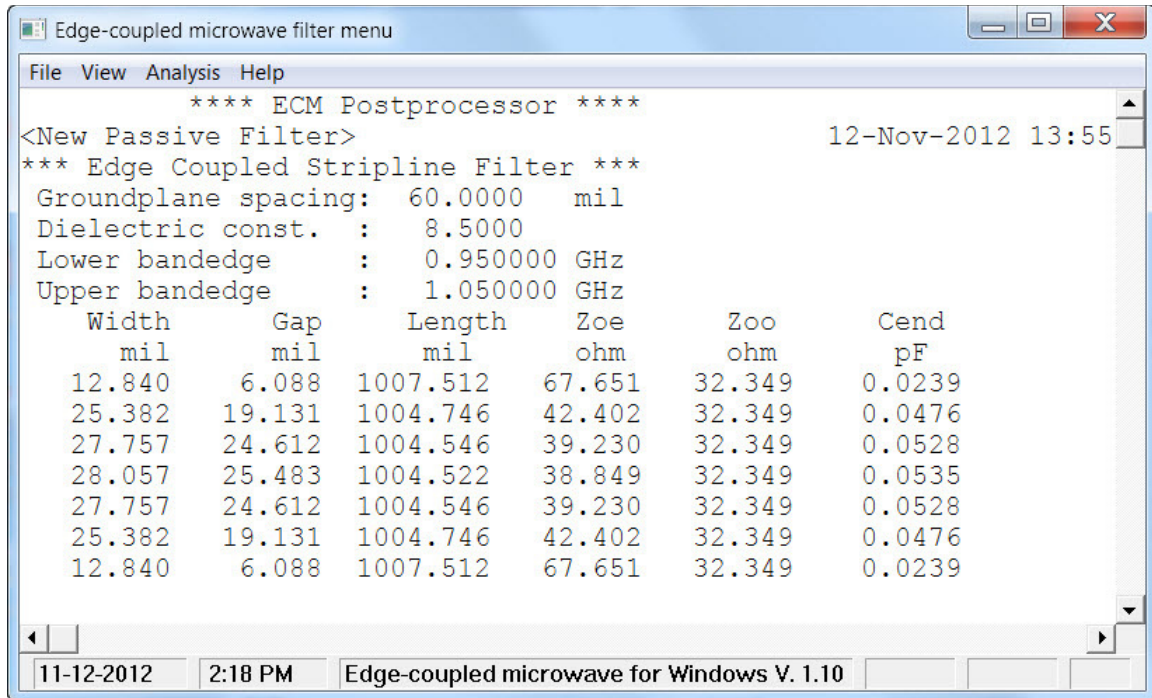 Edge-coupled microwave filter menu
File View Analysis Help
**** ECM Postprocessor ****
<New Passive Filter> 12-Nov-2012 13:55
*** Edge Coupled Stripline Filter ***
Groundplane spacing: 60.0000 mil
Dielectric const. : 8.5000
Lower bandedge : 0.950000 GHz
Upper bandedge : 1.050000 GHz
Width Gap Length Zoe Zoo Cend
mil mil mil ohm ohm pF
12.840 6.088 1007.512 67.651 32.349 0.0239
25.382 19.131 1004.746 42.402 32.349 0.0476
27.757 24.612 1004.546 39.230 32.349 0.0528
28.057 25.483 1004.522 38.849 32.349 0.0535
27.757 24.612 1004.546 39.230 32.349 0.0528
25.382 19.131 1004.746 42.402 32.349 0.0476
12.840 6.088 1007.512 67.651 32.349 0.0239
11-12-2012 2:18 PM Edge-coupled microwave for Windows V. 1.10